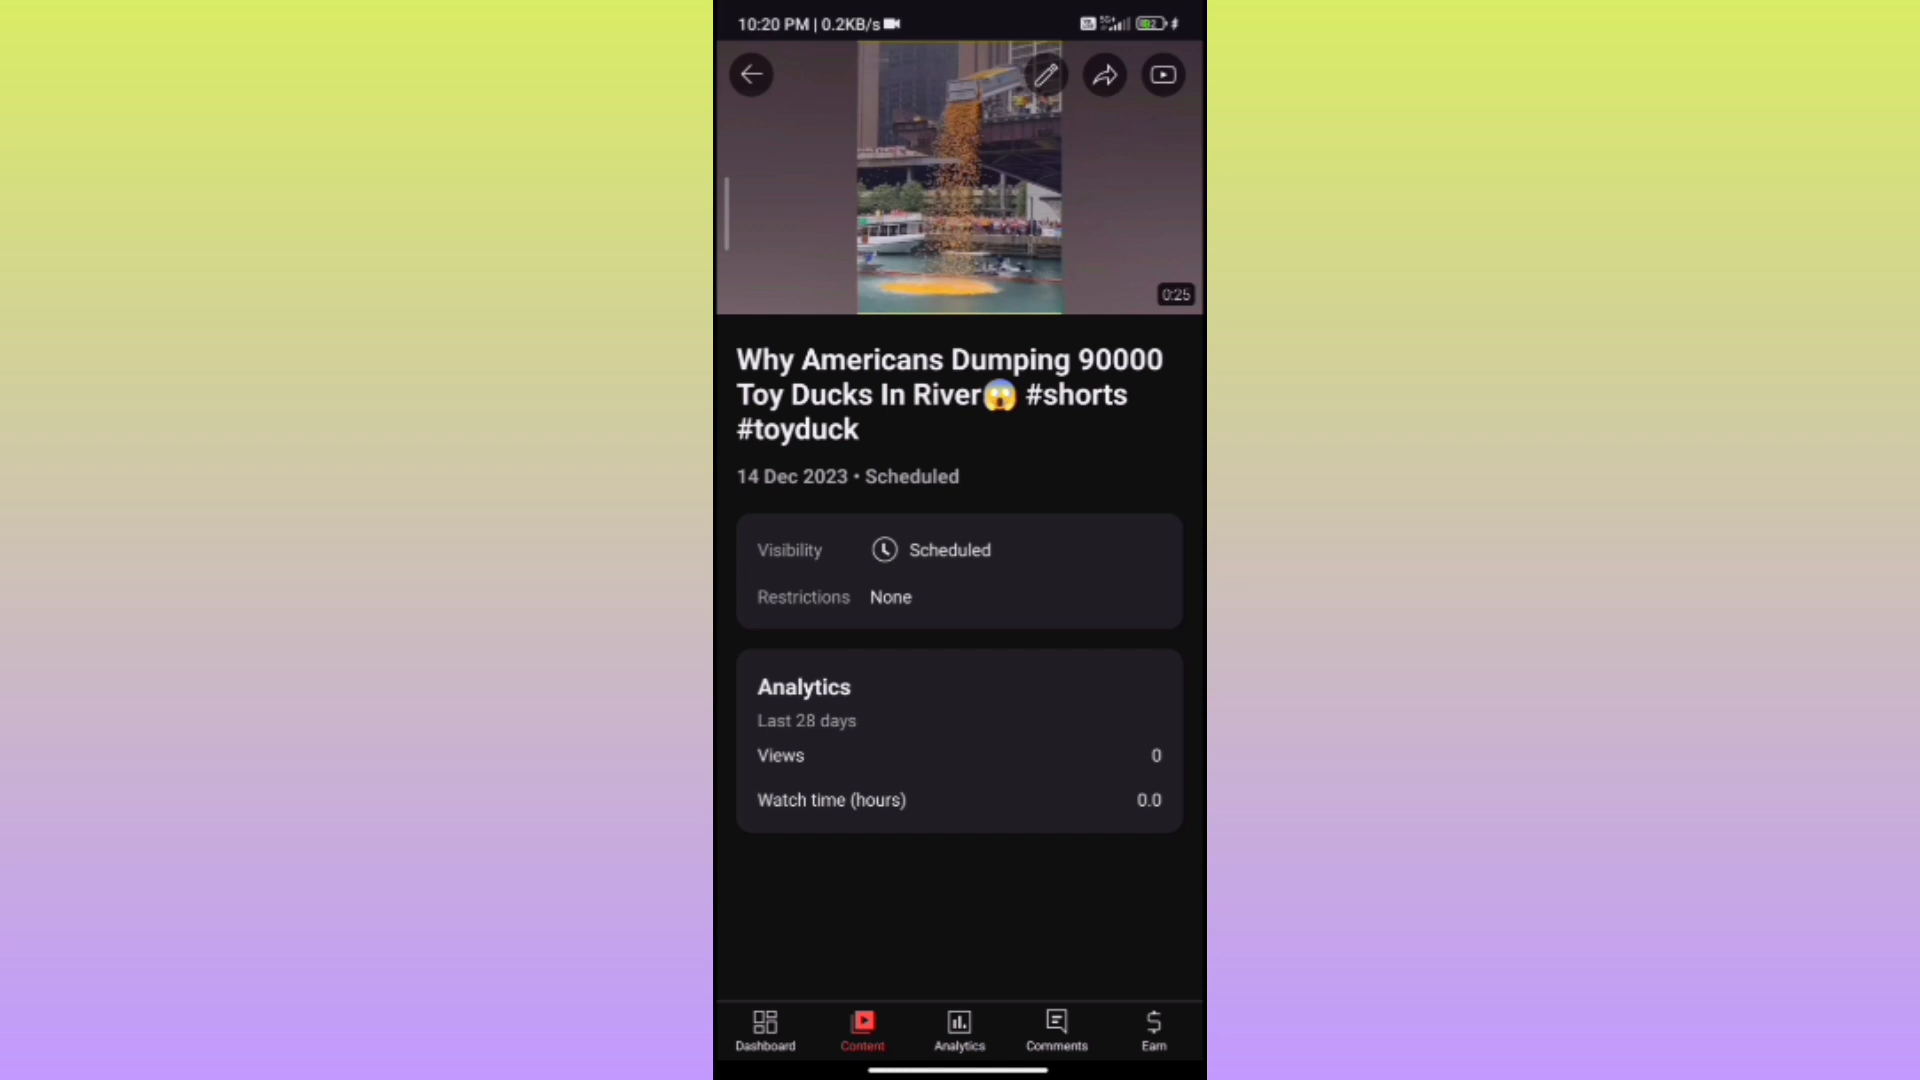 10:20 PM | 0.2KB/s
0:25
Why Americans Dumping 90000
Toy Ducks In River😱 #shorts
#toyduck
14 Dec 2023 • Scheduled
Visibility Scheduled
Restrictions None
Analytics
Last 28 days
Views 0
Watch time (hours) 0.0
Dashboard Content Analytics Comments Earn